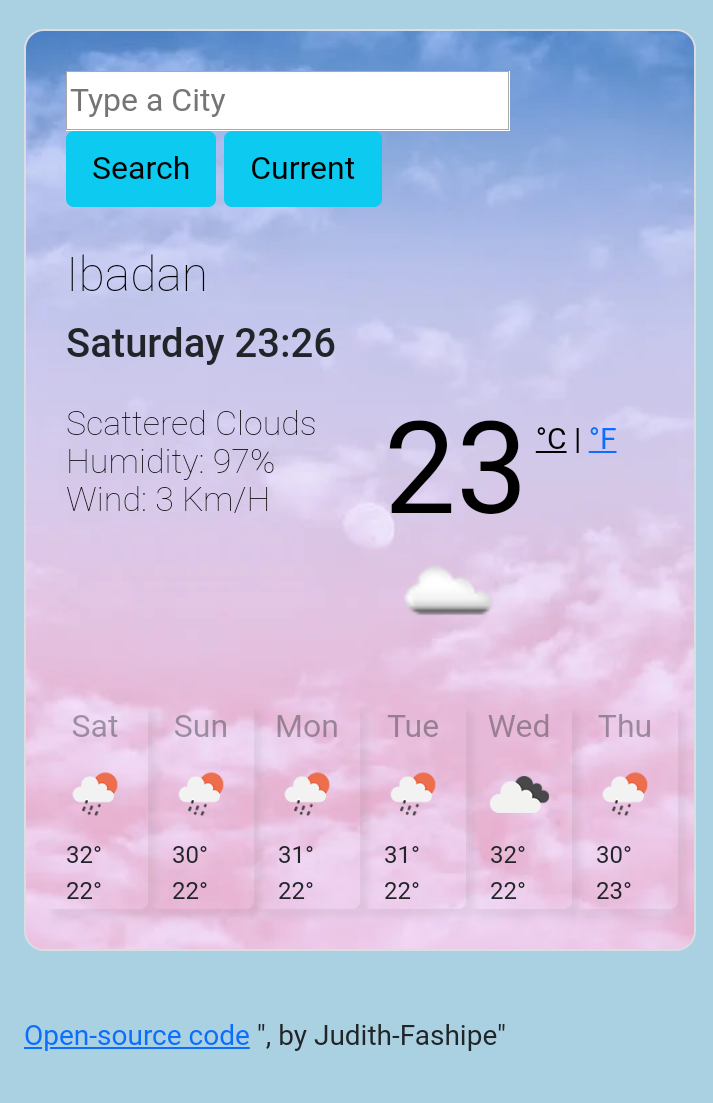 Type a City
Search Current
Ibadan
Saturday 23:26
Scattered Clouds
Humidity: 97%
Wind: 3 Km/H
23 °C | °F
Sat Sun Mon Tue Wed Thu
32° 30° 31° 31° 32° 30°
22° 22° 22° 22° 22° 23°
Open-source code ", by Judith-Fashipe"